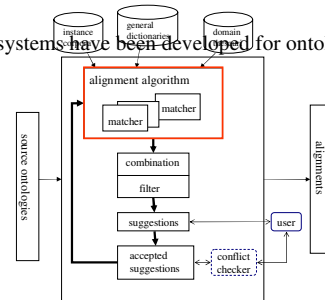 instance
general
dictionaries
domain
systems have been developed for onto
alignment algorithm
matcher
matcher
source ontologies
alignments
combination
filter
suggestions
user
accepted
suggestions
conflict
checker